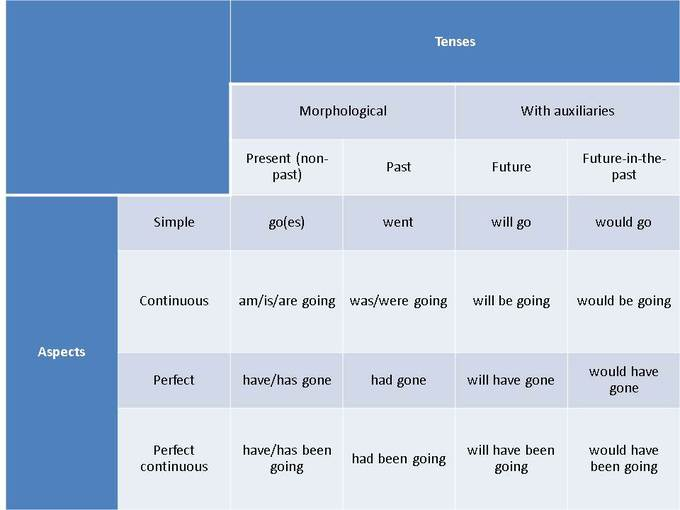 Tenses
Morphological
With auxiliaries
Present (non-
past)
Past
Future
Future-in-the-
past
Simple
go(es)
went
will go
would go
Aspects
Continuous
am/is/are going
was/were going
will be going
would be going
Perfect
have/has gone
had gone
will have gone
would have
gone
Perfect
continuous
have/has been
going
had been going
will have been
going
would have
been going